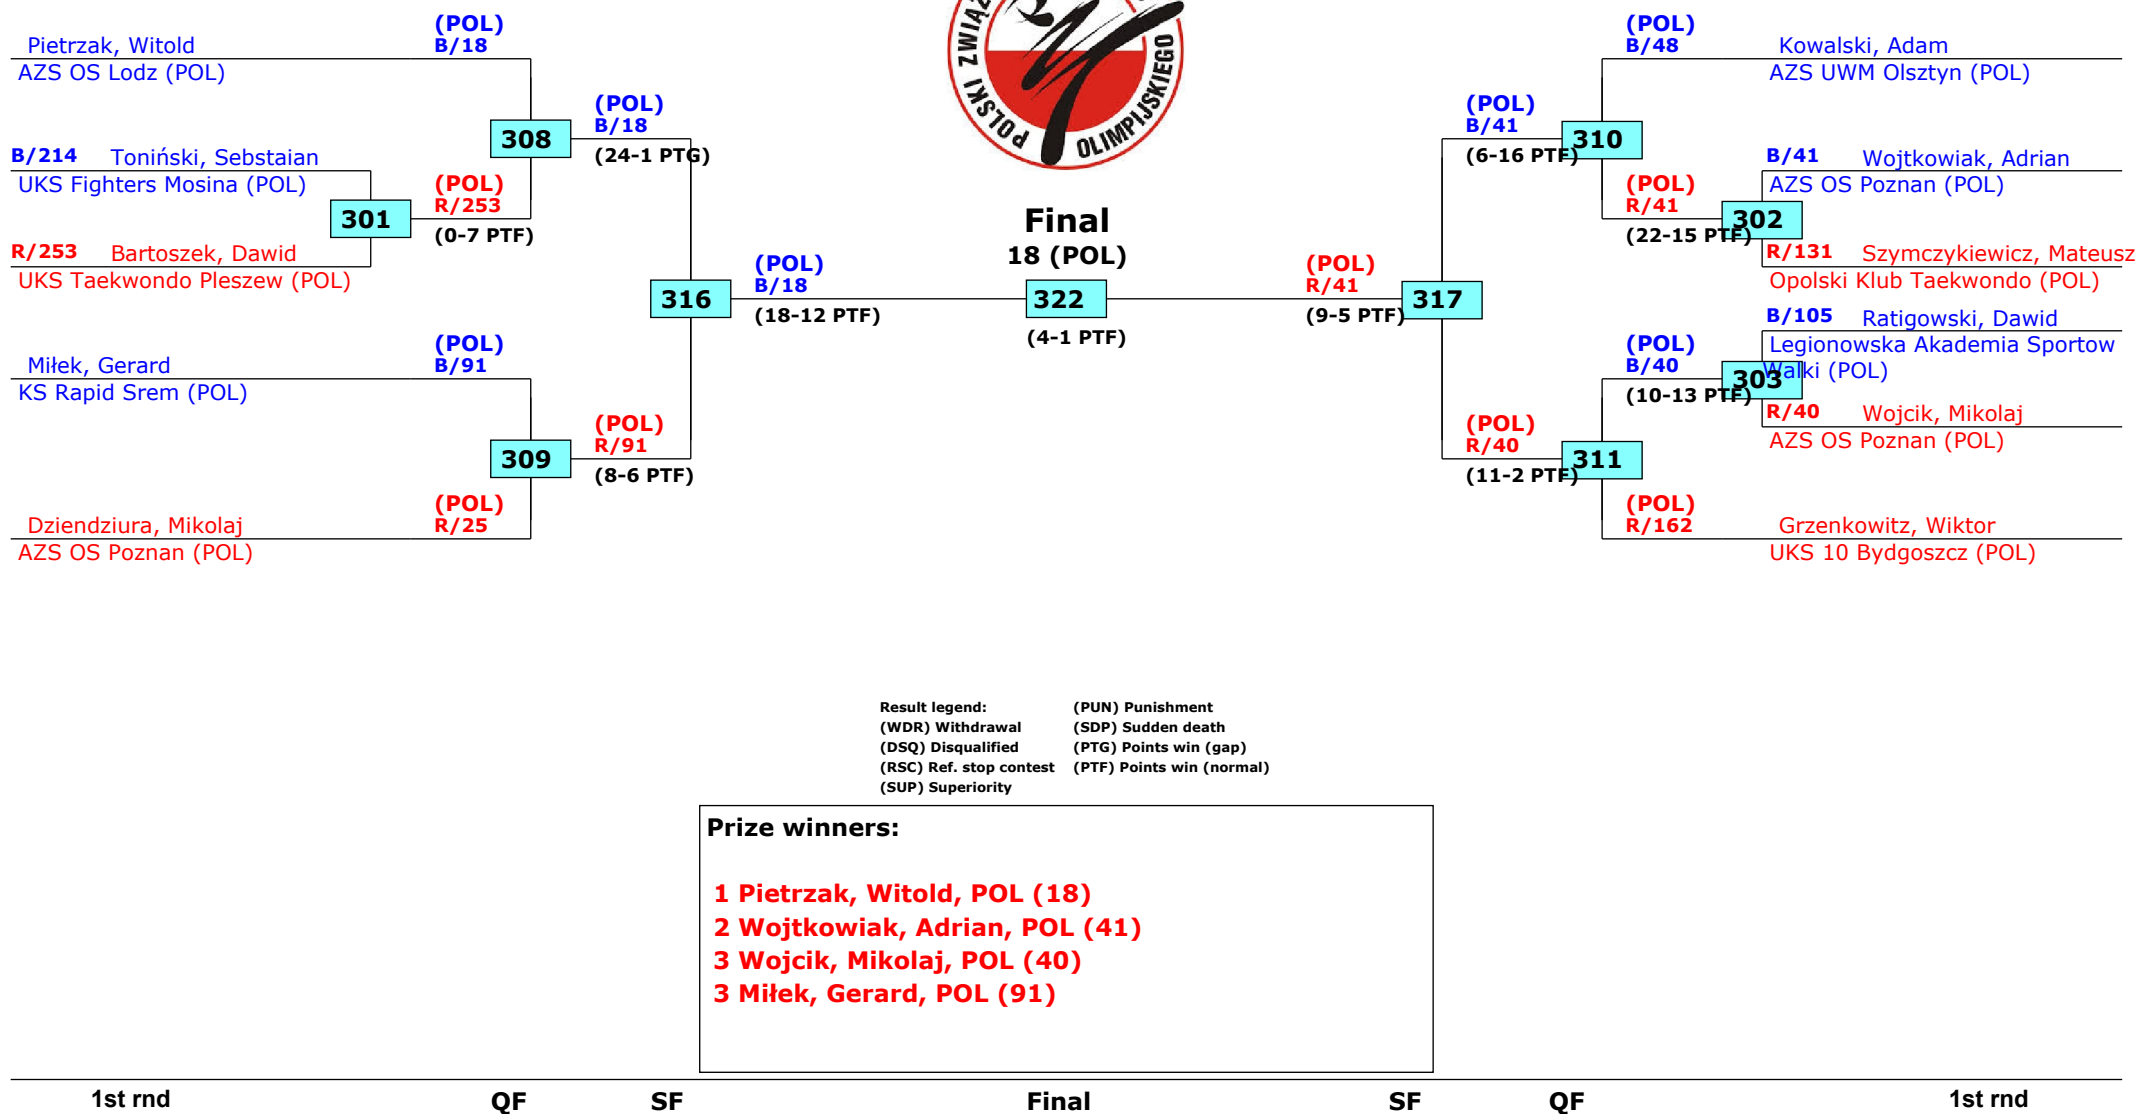 POLSKI ZWIĄZ
OLIMPIJSKIEGO
(POL)
B/18
Pietrzak, Witold
AZS OS Lodz (POL)
308
(POL)
B/18
(24-1 PTG)
B/214 Toniński, Sebstaian
UKS Fighters Mosina (POL)
301
(POL)
R/253
(0-7 PTF)
R/253 Bartoszek, Dawid
UKS Taekwondo Pleszew (POL)
316
(POL)
B/18
(18-12 PTF)
Miłek, Gerard
KS Rapid Srem (POL)
(POL)
B/91
309
(POL)
R/91
(8-6 PTF)
(POL)
R/25
Dziendziura, Mikolaj
AZS OS Poznan (POL)
Final
18 (POL)
322
(4-1 PTF)
(POL)
R/41
(9-5 PTF)
317
(POL)
B/41
(6-16 PTF)
310
(POL)
B/48
Kowalski, Adam
AZS UWM Olsztyn (POL)
B/41 Wojtkowiak, Adrian
AZS OS Poznan (POL)
(POL)
R/41
(22-15 PTF)
302
R/131 Szymczykiewicz, Mateusz
Opolski Klub Taekwondo (POL)
B/105 Ratigowski, Dawid
Legionowska Akademia Sportow
Walki (POL)
(POL)
B/40
(10-13 PTF)
303
R/40 Wojcik, Mikolaj
AZS OS Poznan (POL)
(POL)
R/40
(11-2 PTF)
311
(POL)
R/162
Grzenkowitz, Wiktor
UKS 10 Bydgoszcz (POL)
Result legend:
(WDR) Withdrawal
(DSQ) Disqualified
(RSC) Ref. stop contest
(SUP) Superiority
(PUN) Punishment
(SDP) Sudden death
(PTG) Points win (gap)
(PTF) Points win (normal)
Prize winners:
1 Pietrzak, Witold, POL (18)
2 Wojtkowiak, Adrian, POL (41)
3 Wojcik, Mikolaj, POL (40)
3 Miłek, Gerard, POL (91)
1st rnd QF SF Final SF QF 1st rnd